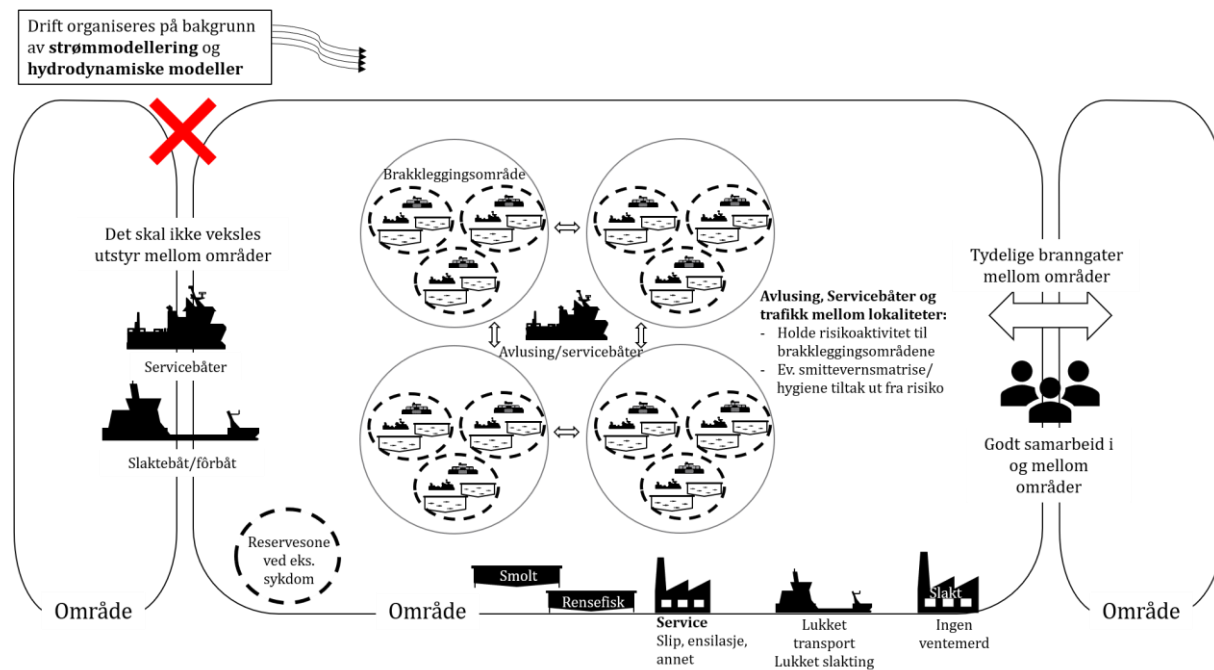 Drift organiseres på bakgrunn
av strømmodellering og
hydrodynamiske modeller
Det skal ikke veksles
utstyr mellom områder
Servicebåter
Slaktebåt/fôrbåt
Reservesone
ved eks.
sykdom
Område
Brakkleggingsområde
Avlusing/servicebåter
Avlusing, Servicebåter og
trafikk mellom lokaliteter:
- Holde risikoaktivitet til
brakkleggingsområdene
- Ev. smittevernsmatrise/
hygiene tiltak ut fra risiko
Tydelige branngater
mellom områder
Godt samarbeid i
og mellom
områder
Område
Smolt
Rensefisk
Service
Slip, ensilasje,
annet
Lukket
transport
Lukket slakting
Slakt
Ingen
ventemerd
Område